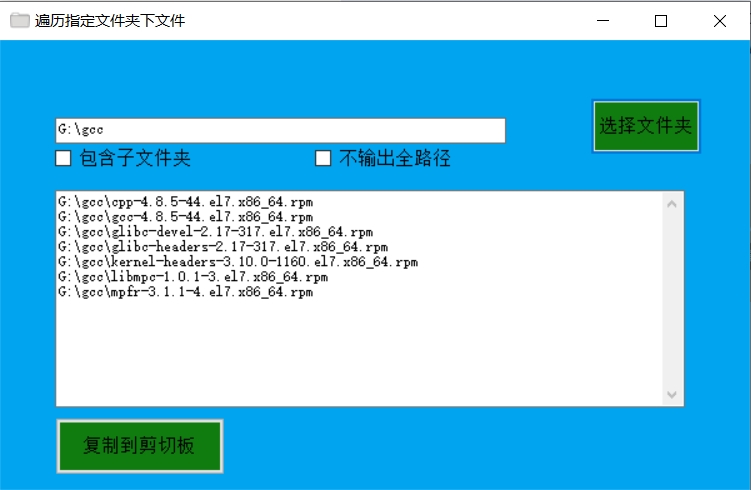 遍历指定文件夹下文件
选择文件夹
G:\gcc
包含子文件夹 不输出全路径
G:\gcc\cpp-4.8.5-44.el7.x86_64.rpm
G:\gcc\gcc-4.8.5-44.el7.x86_64.rpm
G:\gcc\glibc-devel-2.17-317.el7.x86_64.rpm
G:\gcc\glibc-headers-2.17-317.el7.x86_64.rpm
G:\gcc\kernel-headers-3.10.0-1160.el7.x86_64.rpm
G:\gcc\libmpc-1.0.1-3.el7.x86_64.rpm
G:\gcc\mpfr-3.1.1-4.el7.x86_64.rpm
复制到剪切板